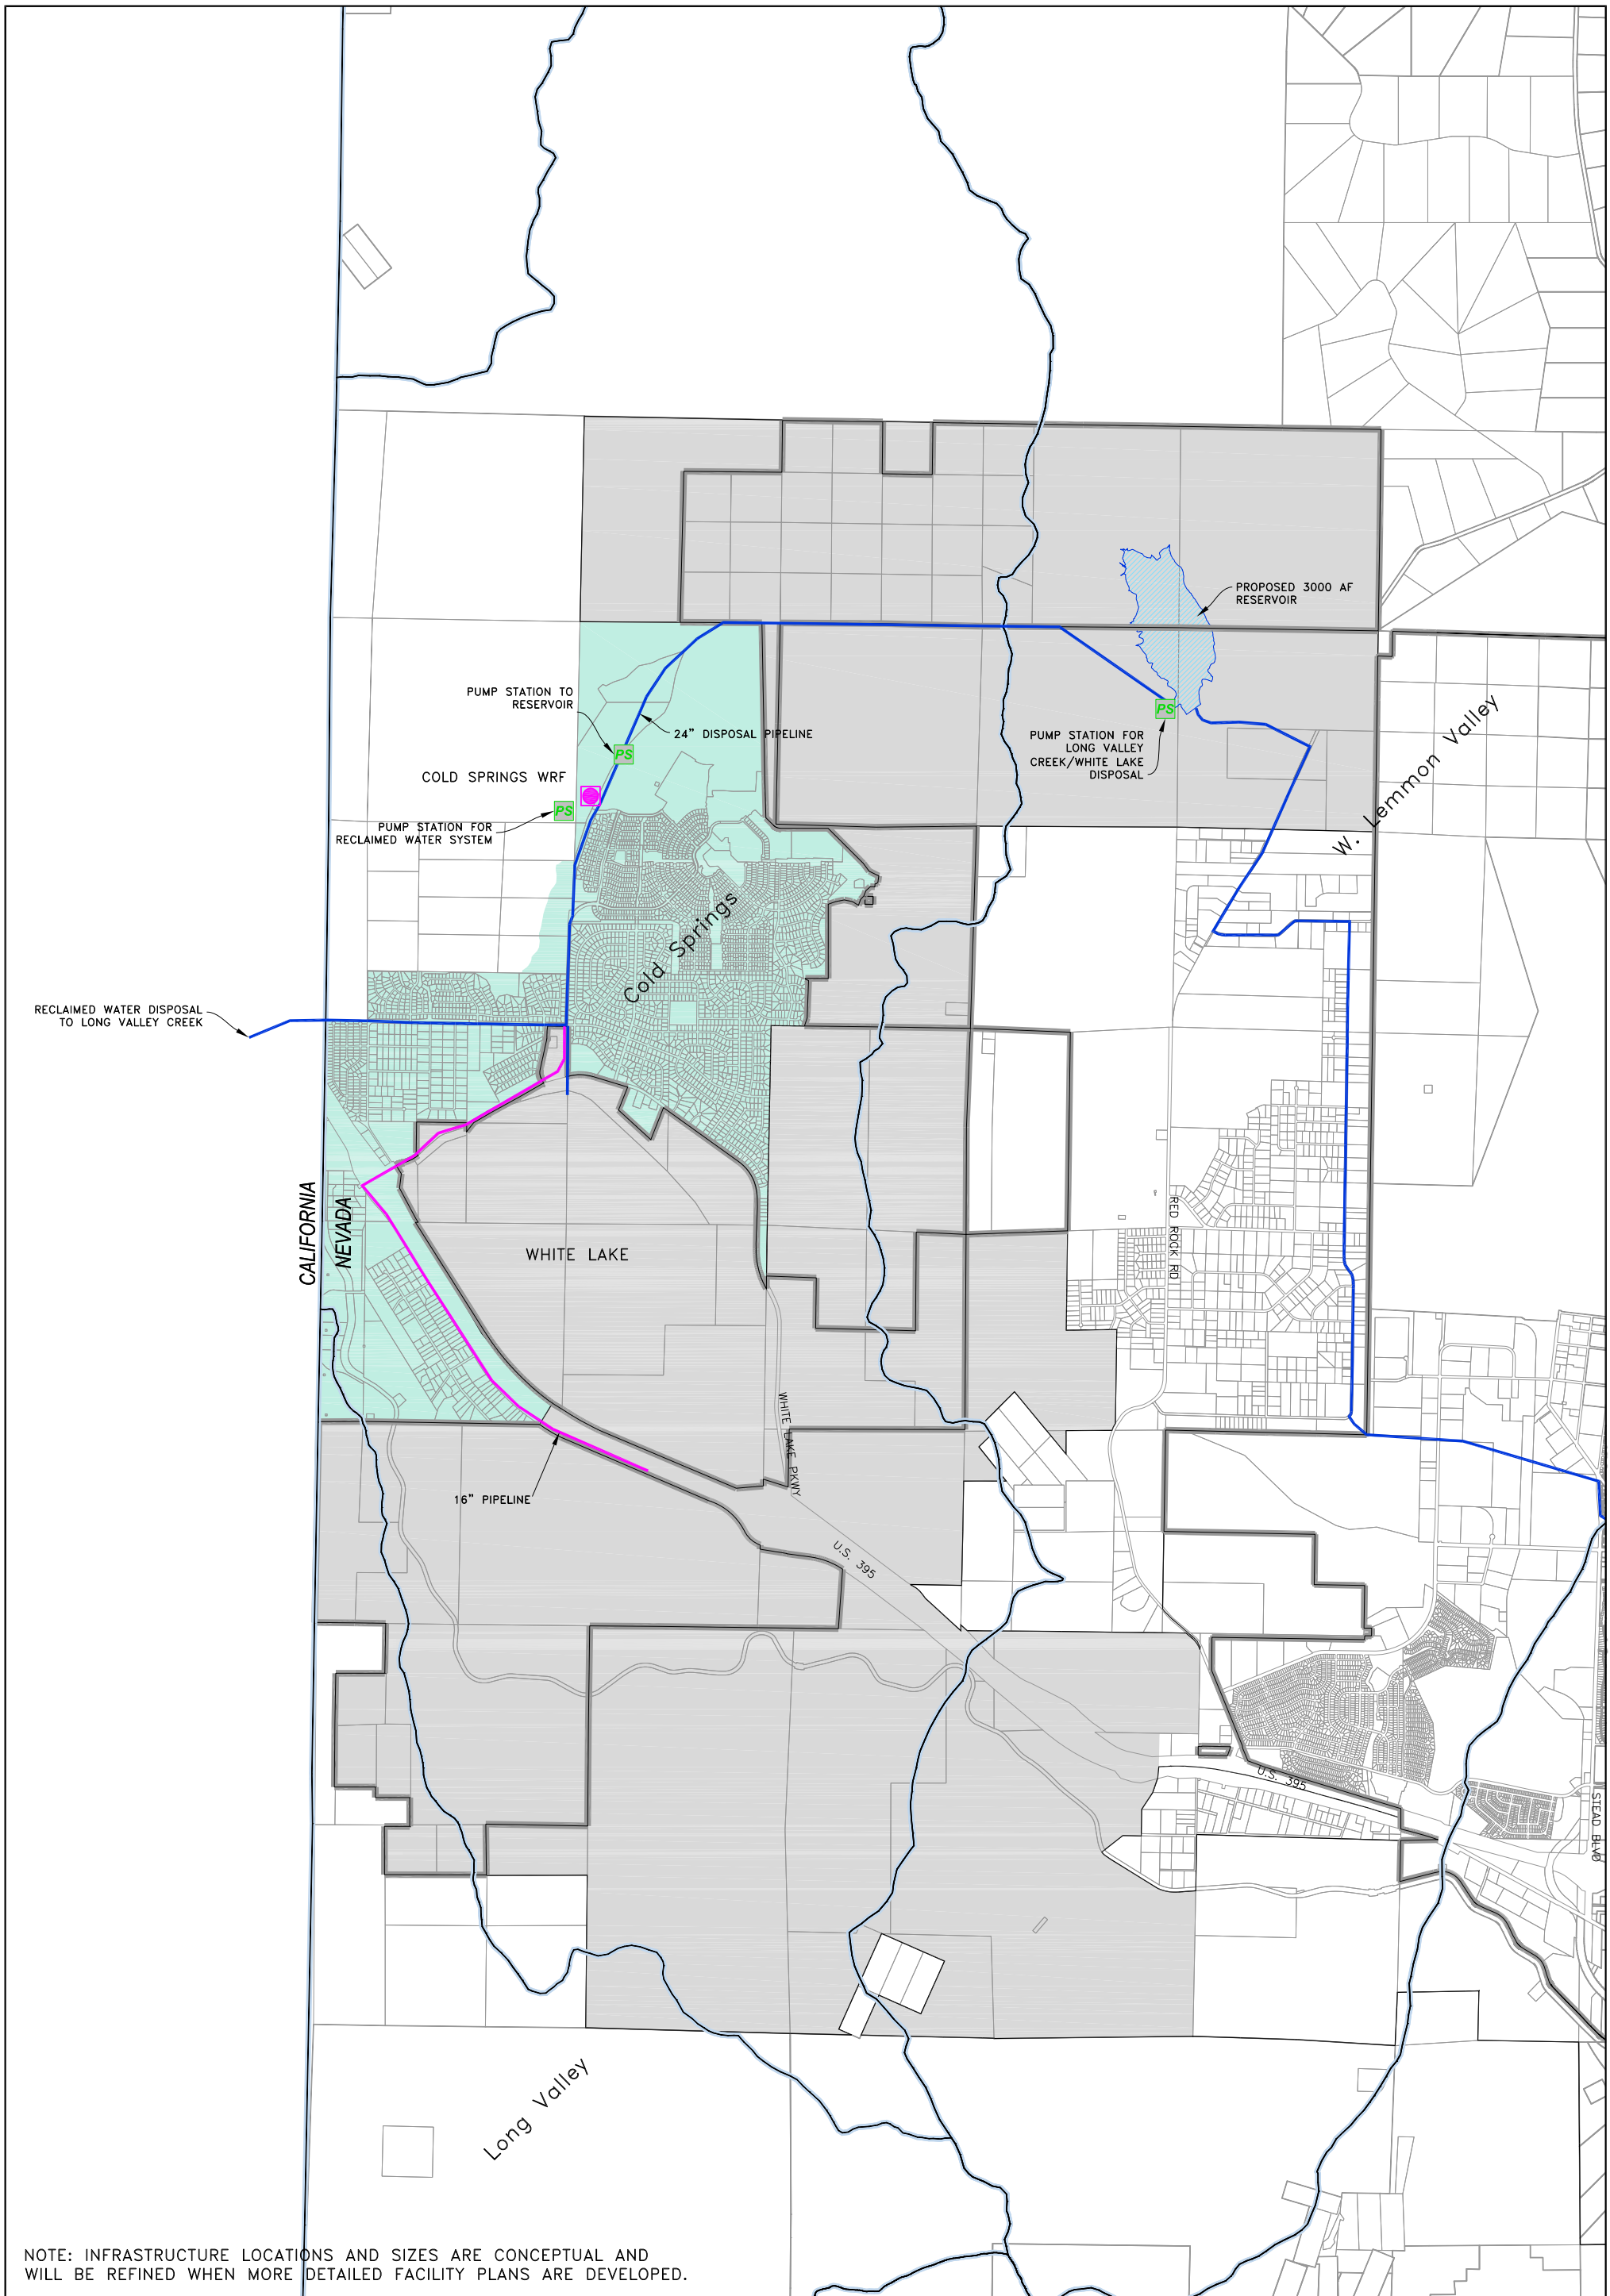 PROPOSED 3000 AF
RESERVOIR
PUMP STATION TO
RESERVOIR
24" DISPOSAL PIPELINE
PS
COLD SPRINGS WRF
PS
PUMP STATION FOR
RECLAIMED WATER SYSTEM
PS
PUMP STATION FOR
LONG VALLEY
CREEK/WHITE LAKE
DISPOSAL
W. Lemmon Valley
Cold Springs
RECLAIMED WATER DISPOSAL
TO LONG VALLEY CREEK
CALIFORNIA
NEVADA
WHITE LAKE
RED ROCK RD
WHITE LAKE PKWY
16" PIPELINE
U.S. 395
U.S. 395
STEAD BLVD
Long Valley
NOTE: INFRASTRUCTURE LOCATIONS AND SIZES ARE CONCEPTUAL AND
WILL BE REFINED WHEN MORE DETAILED FACILITY PLANS ARE DEVELOPED.